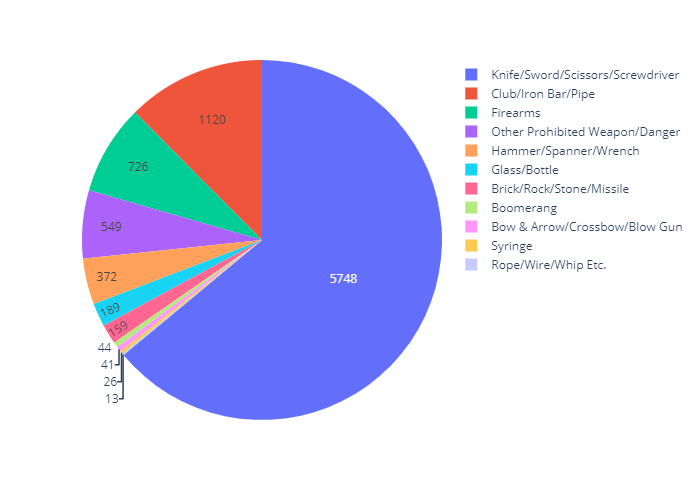 Knife/Sword/Scissors/Screwdriver
Club/Iron Bar/Pipe
Firearms
Other Prohibited Weapon/Danger
Hammer/Spanner/Wrench
Glass/Bottle
Brick/Rock/Stone/Missile
Boomerang
Bow & Arrow/Crossbow/Blow Gun
Syringe
Rope/Wire/Whip Etc.
1120
726
549
372
189
159
44
41
26
13
5748